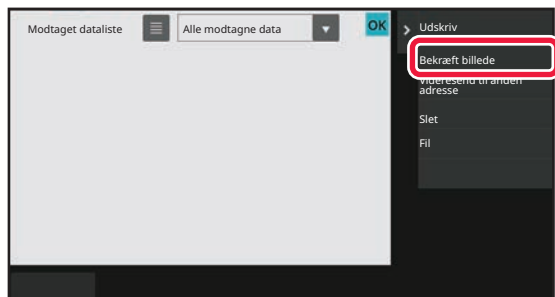 Modtaget dataliste
Alle modtagne data
OK
Udskriv
Bekræft billede
Videresend til anden
adresse
Slet
Fil